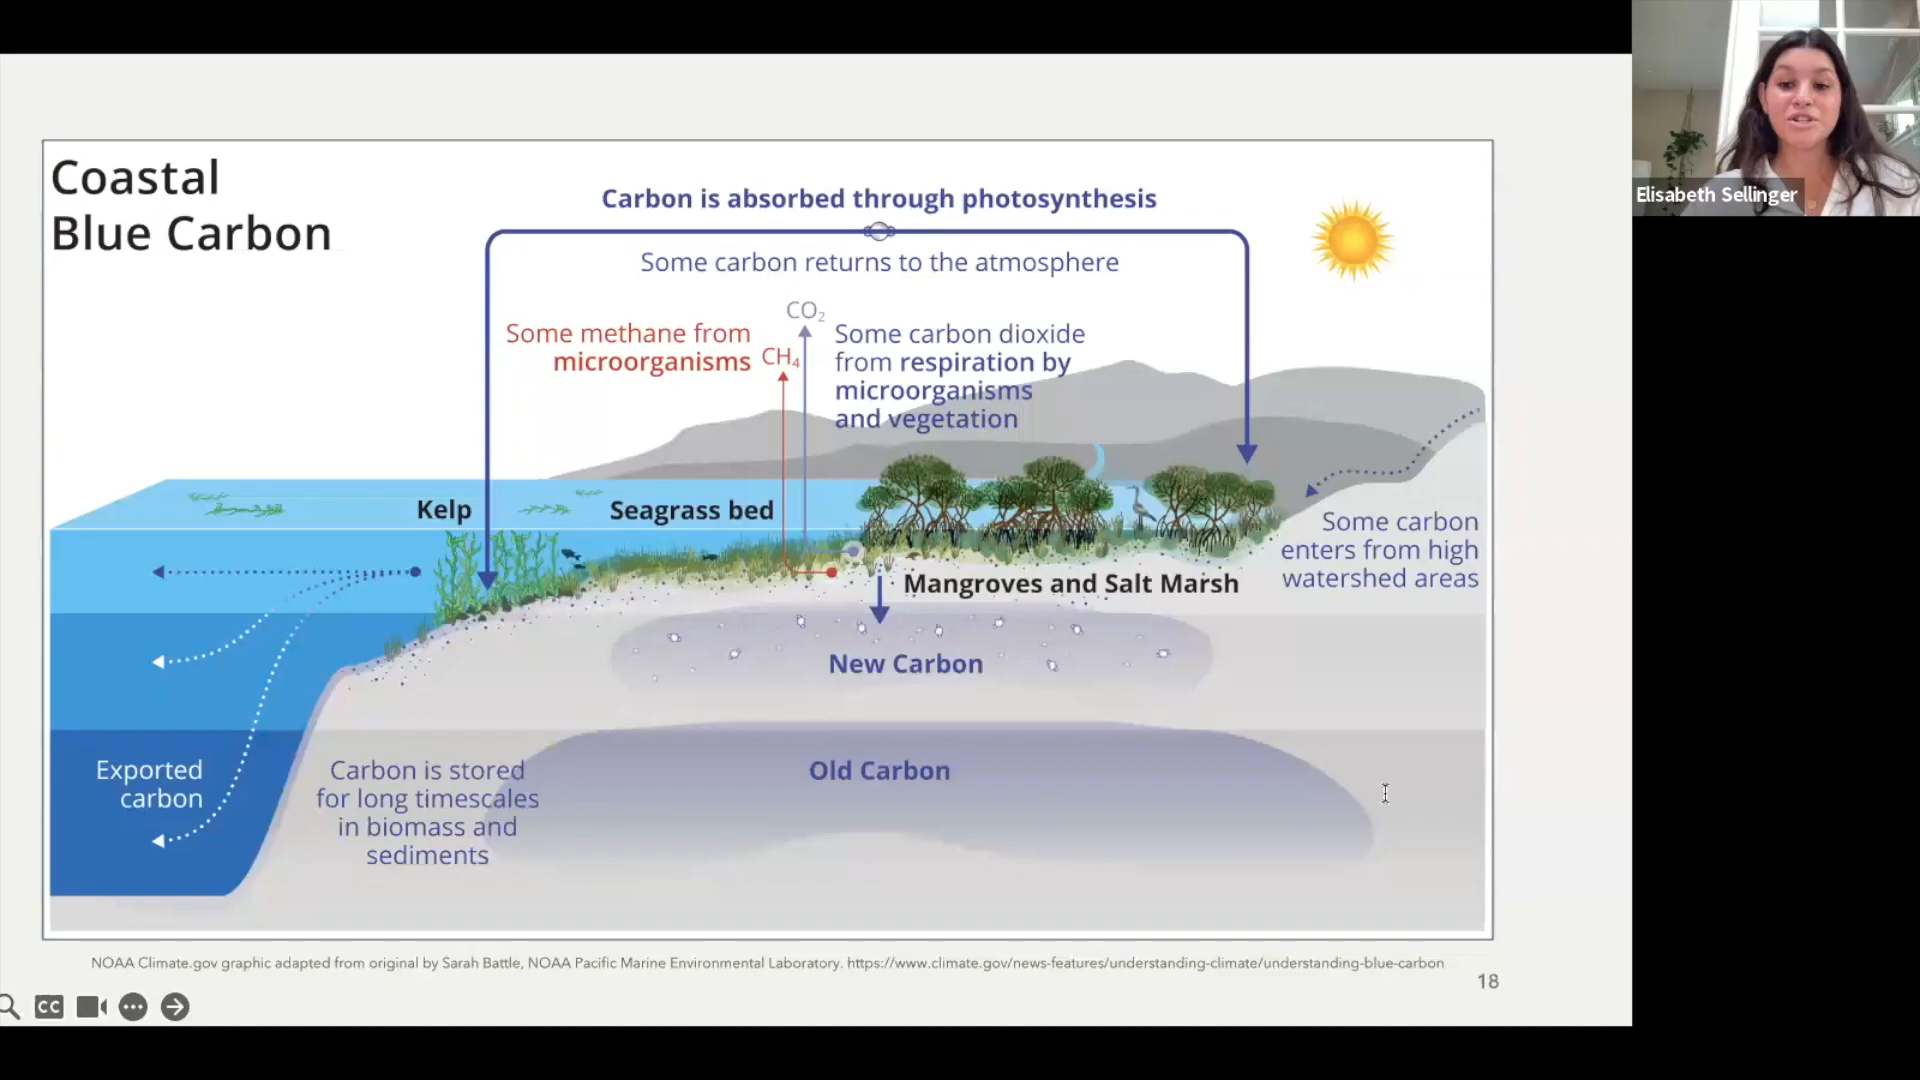 Coastal
Blue Carbon
Carbon is absorbed through photosynthesis
Some carbon returns to the atmosphere
CO₂
Some methane from
microorganisms
CH₄
Some carbon dioxide
from respiration by
microorganisms
and vegetation
Kelp
Seagrass bed
Mangroves and Salt Marsh
Some carbon
enters from high
watershed areas
New Carbon
Old Carbon
Exported
carbon
Carbon is stored
for long timescales
in biomass and
sediments
NOAA Climate.gov graphic adapted from original by Sarah Battle, NOAA Pacific Marine Environmental Laboratory. https://www.climate.gov/news-features/understanding-climate/understanding-blue-carbon
18
CC
Elisabeth Sellinger